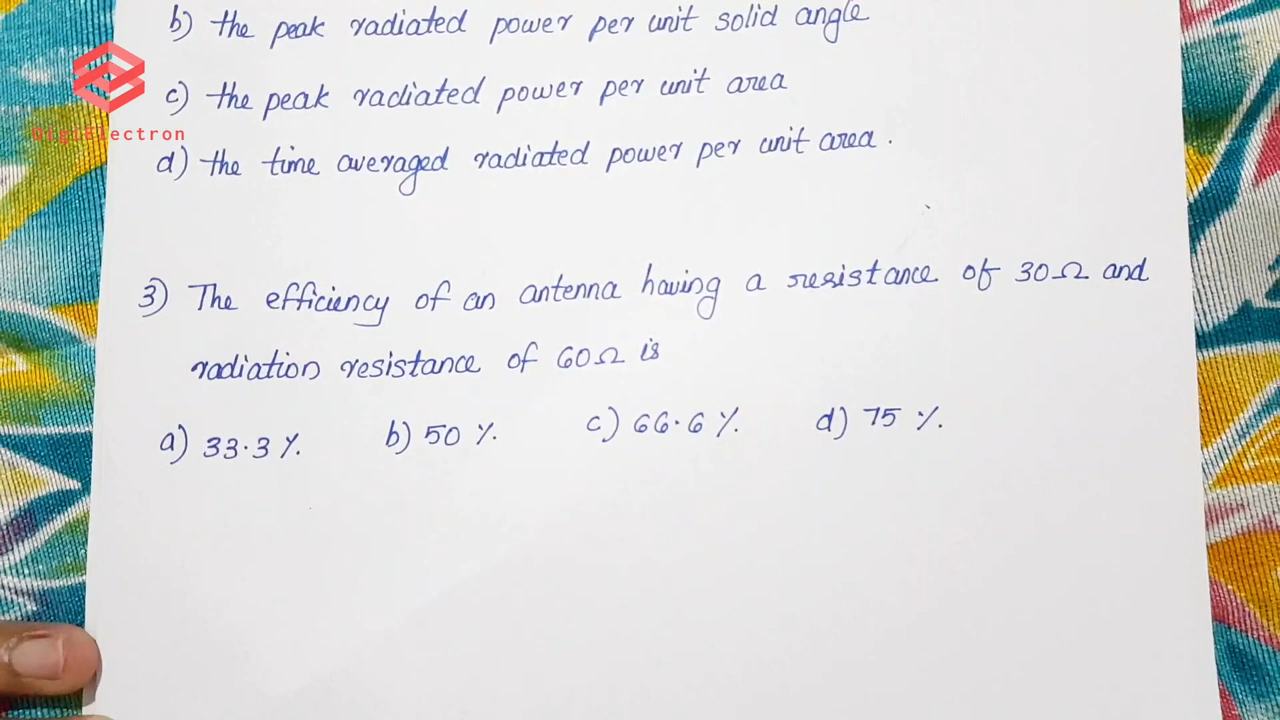 b) the peak radiated power per unit solid angle
c) the peak radiated power per unit area
DigiElectron
d) the time averaged radiated power per unit area.
3) The efficiency of an antenna having a resistance of 30Ω and
radiation resistance of 60Ω is
a) 33.3 %. b) 50 %. c) 66.6 %. d) 75 %.